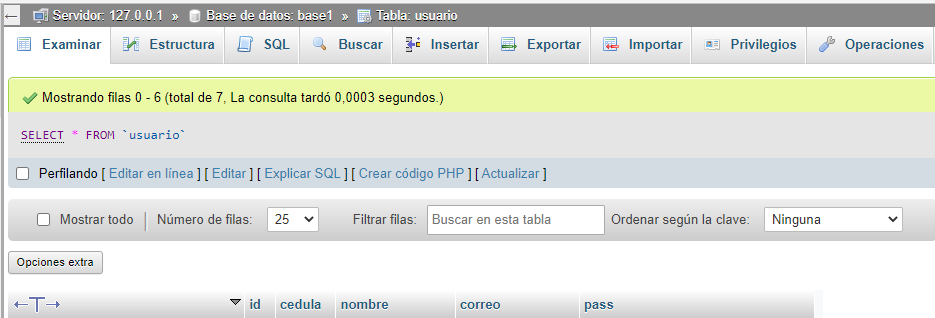 Servidor: 127.0.0.1 » Base de datos: base1 » Tabla: usuario
Examinar Estructura SQL Buscar Insertar Exportar Importar Privilegios Operaciones
Mostrando filas 0 - 6 (total de 7, La consulta tardó 0,0003 segundos.)
SELECT * FROM `usuario`
Perfilando [ Editar en línea ] [ Editar ] [ Explicar SQL ] [ Crear código PHP ] [ Actualizar ]
Mostrar todo Número de filas: 25 Filtrar filas: Buscar en esta tabla Ordenar según la clave: Ninguna
Opciones extra
←T→ id cedula nombre correo pass